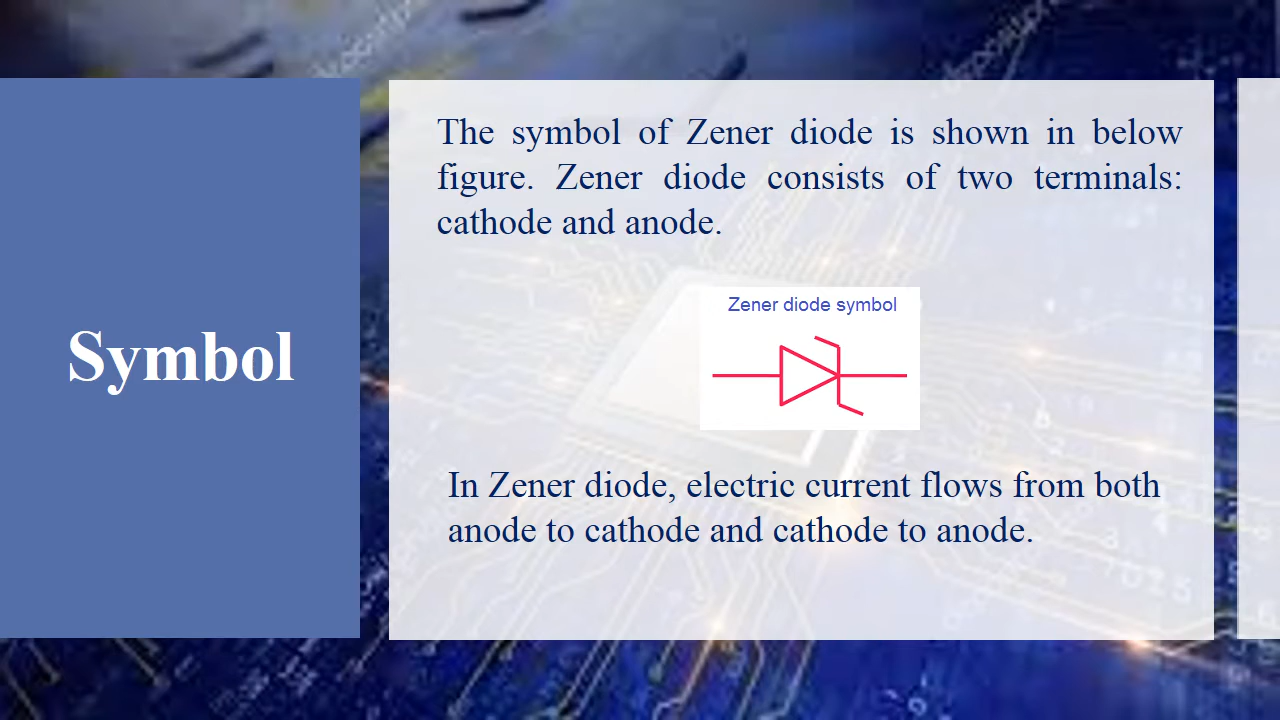 Symbol
The symbol of Zener diode is shown in below
figure. Zener diode consists of two terminals:
cathode and anode.
Zener diode symbol
In Zener diode, electric current flows from both
anode to cathode and cathode to anode.